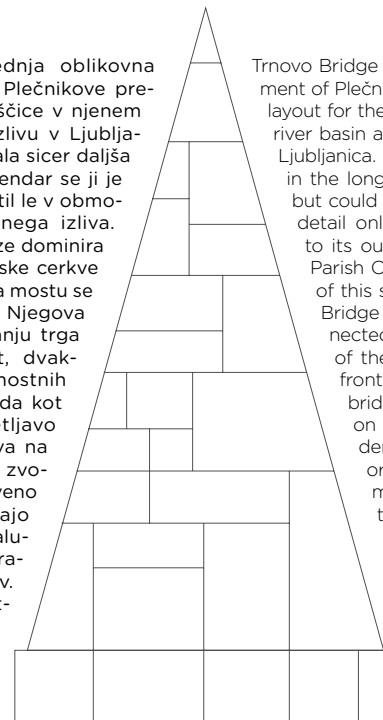 ednja oblikovna
Plečnikove pre-
ščice v njenem
zlivu v Ljublja-
ala sicer daljša
endar se ji je
til le v obmo-
nega izliva.
ze dominira
ske cerkve
a mostu se
Njegova
anju trga
t, dvak-
nostnih
da kot
etljavo
va na
zvo-
veno
ajo
alu-
ra-
v.
t-
Trnovo Bridge
ment of Plečn
layout for the
river basin a
Ljubljanica.
in the long
but could
detail onl
to its ou
Parish C
of this s
Bridge
nected
of the
front
brid
on
der
or
m
t